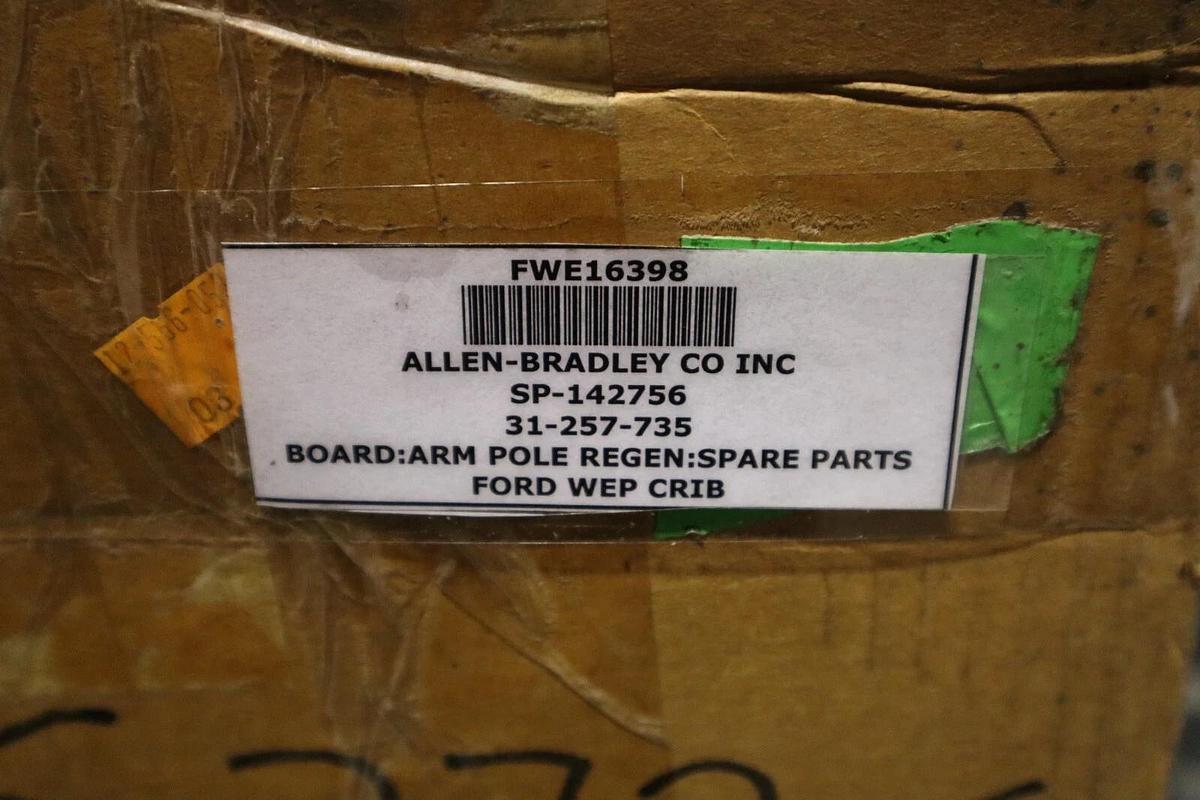 FWE16398
ALLEN-BRADLEY CO INC
SP-142756
31-257-735
BOARD:ARM POLE REGEN:SPARE PARTS
FORD WEP CRIB
03